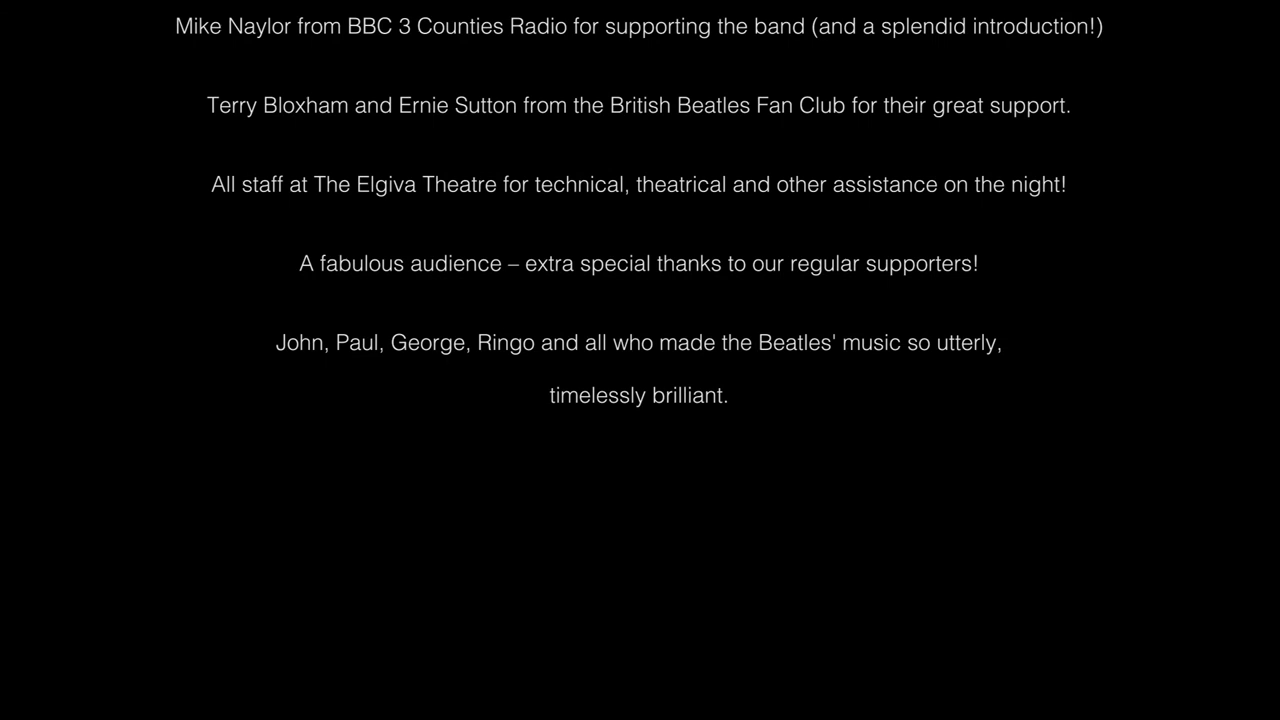 Mike Naylor from BBC 3 Counties Radio for supporting the band (and a splendid introduction!)
Terry Bloxham and Ernie Sutton from the British Beatles Fan Club for their great support.
All staff at The Elgiva Theatre for technical, theatrical and other assistance on the night!
A fabulous audience – extra special thanks to our regular supporters!
John, Paul, George, Ringo and all who made the Beatles' music so utterly,
timelessly brilliant.